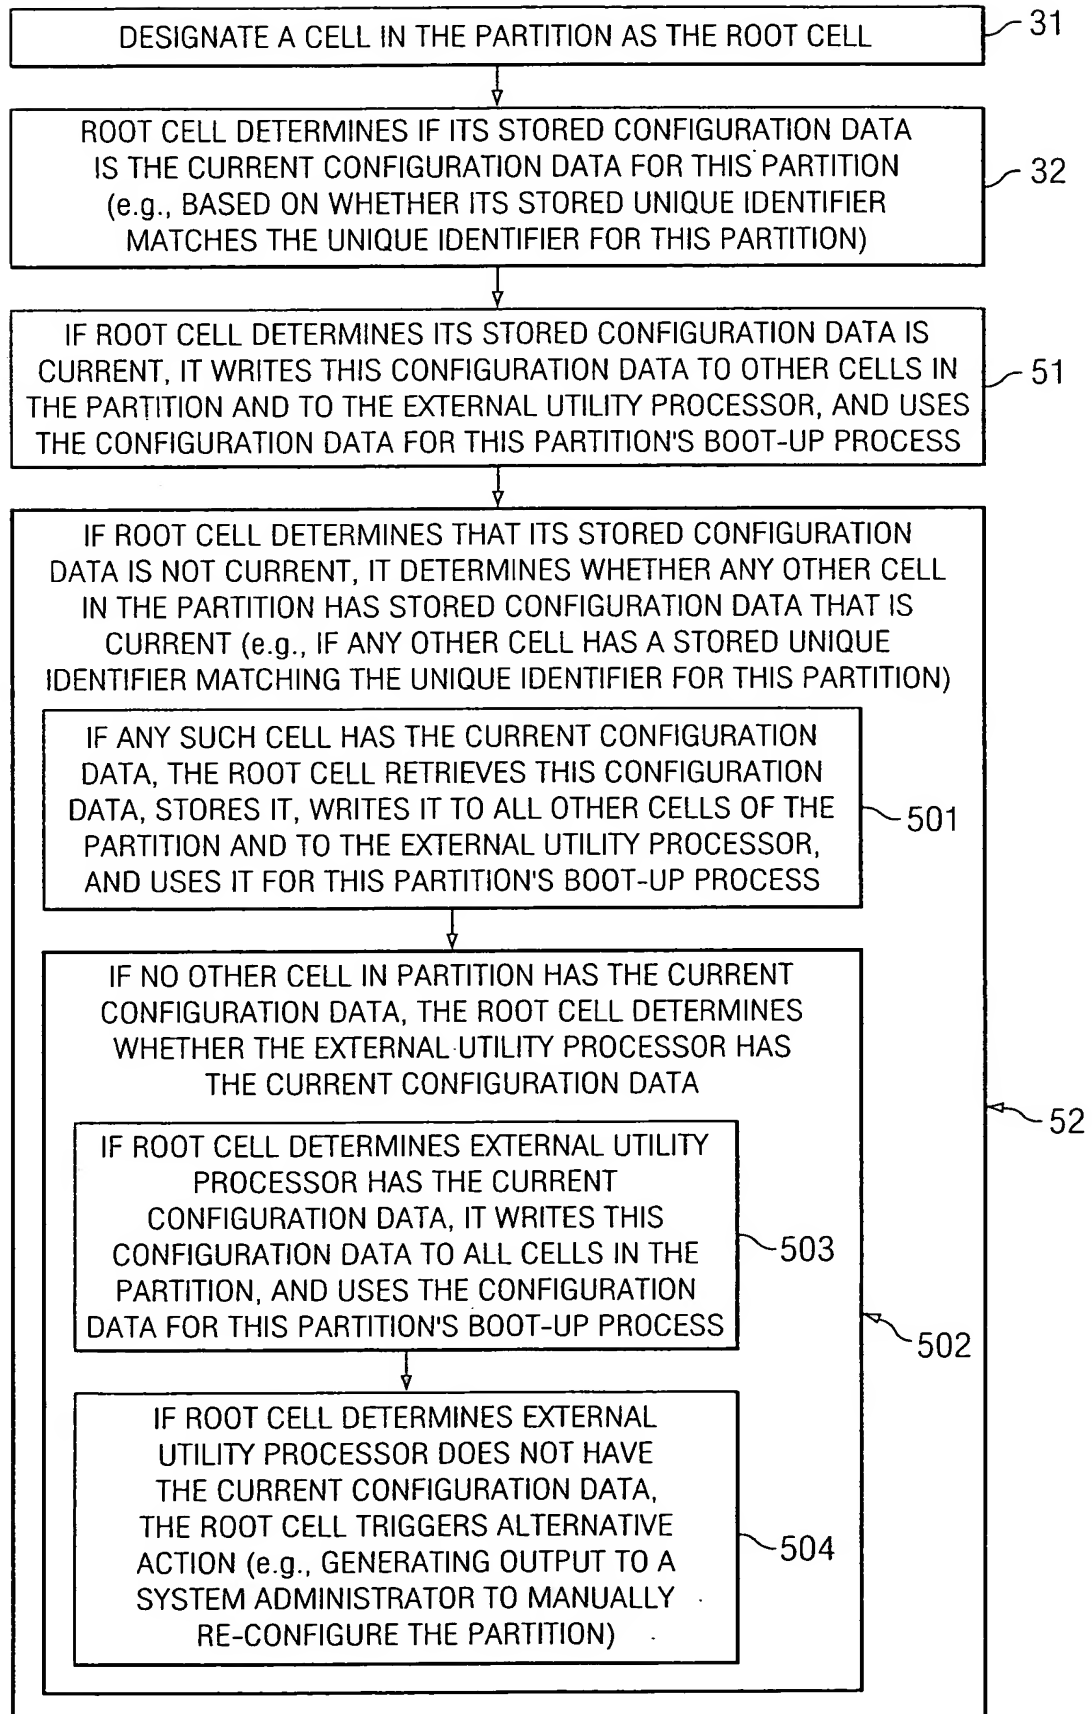 DESIGNATE A CELL IN THE PARTITION AS THE ROOT CELL
31
ROOT CELL DETERMINES IF ITS STORED CONFIGURATION DATA
IS THE CURRENT CONFIGURATION DATA FOR THIS PARTITION
(e.g., BASED ON WHETHER ITS STORED UNIQUE IDENTIFIER
MATCHES THE UNIQUE IDENTIFIER FOR THIS PARTITION)
32
IF ROOT CELL DETERMINES ITS STORED CONFIGURATION DATA IS
CURRENT, IT WRITES THIS CONFIGURATION DATA TO OTHER CELLS IN
THE PARTITION AND TO THE EXTERNAL UTILITY PROCESSOR, AND USES
THE CONFIGURATION DATA FOR THIS PARTITION'S BOOT-UP PROCESS
51
IF ROOT CELL DETERMINES THAT ITS STORED CONFIGURATION
DATA IS NOT CURRENT, IT DETERMINES WHETHER ANY OTHER CELL
IN THE PARTITION HAS STORED CONFIGURATION DATA THAT IS
CURRENT (e.g., IF ANY OTHER CELL HAS A STORED UNIQUE
IDENTIFIER MATCHING THE UNIQUE IDENTIFIER FOR THIS PARTITION)
IF ANY SUCH CELL HAS THE CURRENT CONFIGURATION
DATA, THE ROOT CELL RETRIEVES THIS CONFIGURATION
DATA, STORES IT, WRITES IT TO ALL OTHER CELLS OF THE
PARTITION AND TO THE EXTERNAL UTILITY PROCESSOR,
AND USES IT FOR THIS PARTITION'S BOOT-UP PROCESS
501
IF NO OTHER CELL IN PARTITION HAS THE CURRENT
CONFIGURATION DATA, THE ROOT CELL DETERMINES
WHETHER THE EXTERNAL UTILITY PROCESSOR HAS
THE CURRENT CONFIGURATION DATA
52
IF ROOT CELL DETERMINES EXTERNAL UTILITY
PROCESSOR HAS THE CURRENT
CONFIGURATION DATA, IT WRITES THIS
CONFIGURATION DATA TO ALL CELLS IN THE
PARTITION, AND USES THE CONFIGURATION
DATA FOR THIS PARTITION'S BOOT-UP PROCESS
503
502
IF ROOT CELL DETERMINES EXTERNAL
UTILITY PROCESSOR DOES NOT HAVE
THE CURRENT CONFIGURATION DATA,
THE ROOT CELL TRIGGERS ALTERNATIVE
ACTION (e.g., GENERATING OUTPUT TO A
SYSTEM ADMINISTRATOR TO MANUALLY
RE-CONFIGURE THE PARTITION)
504